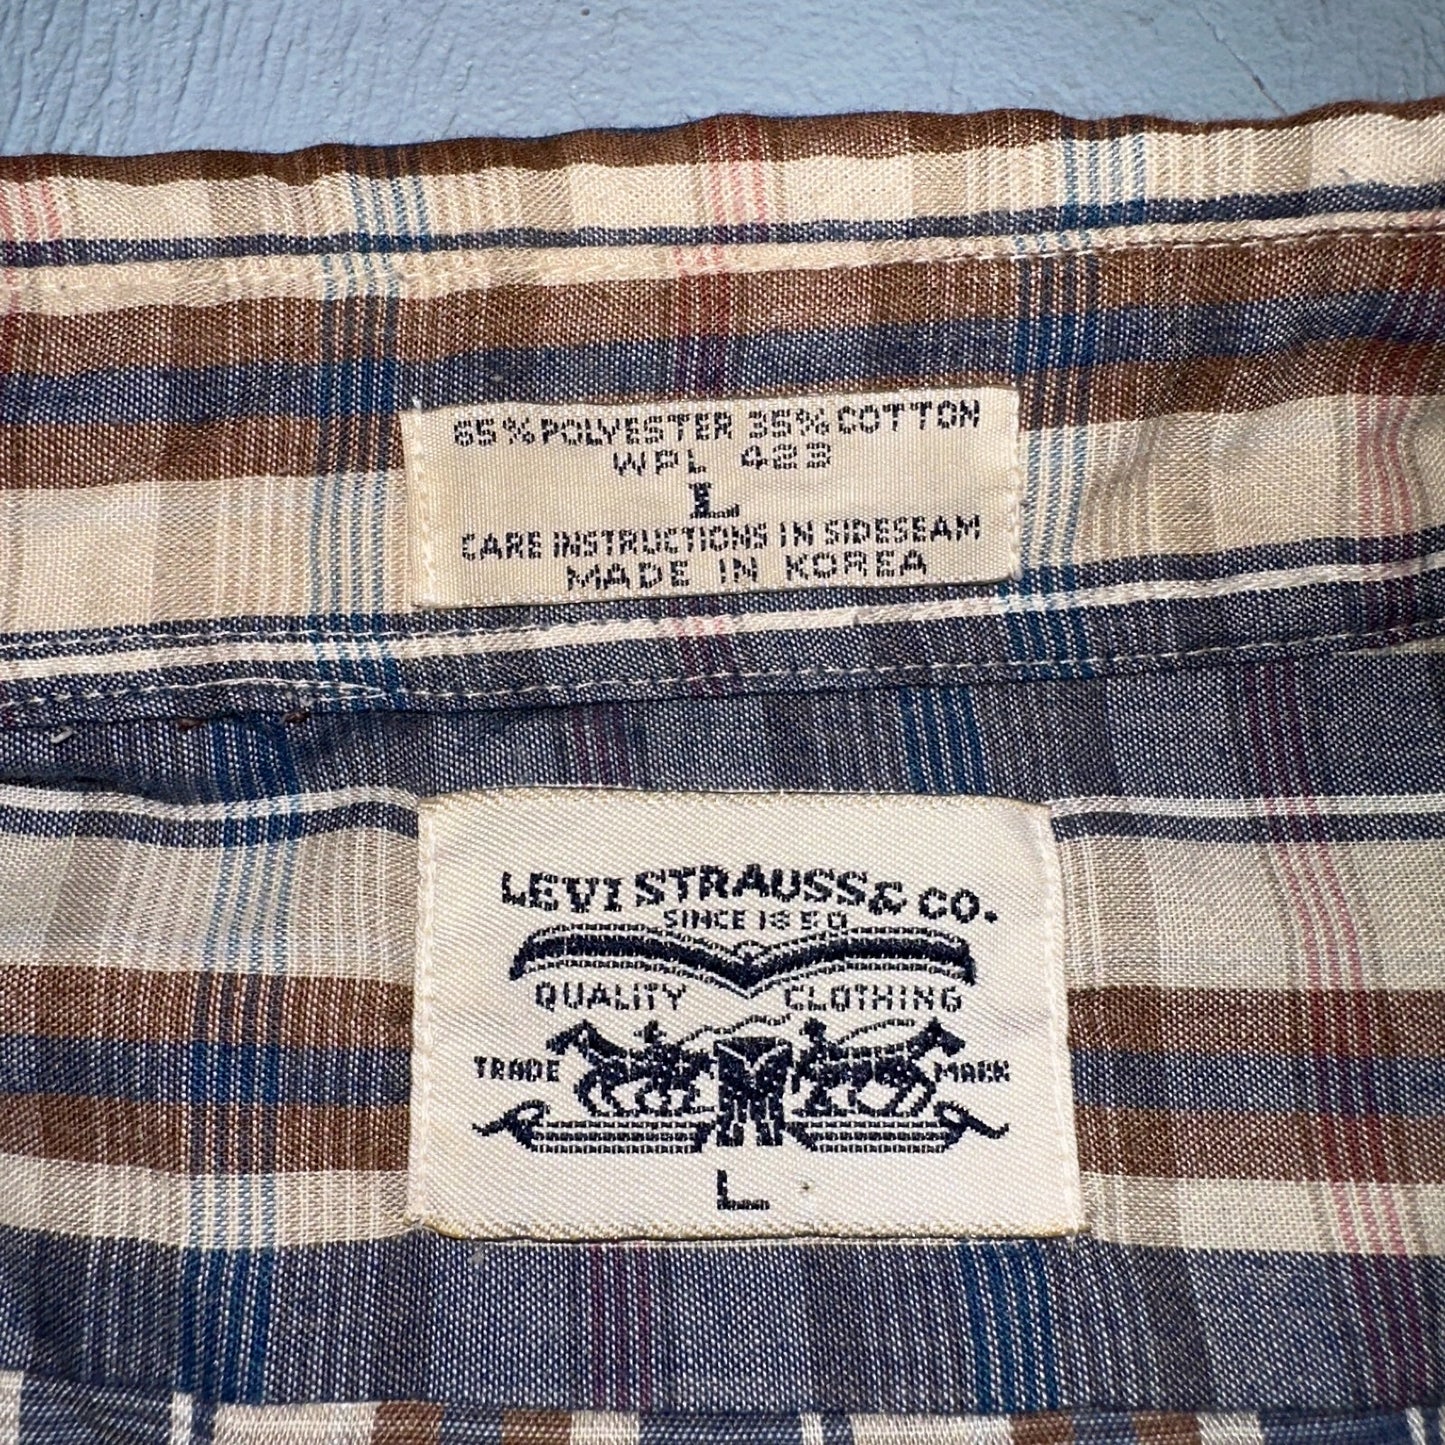 65% POLYESTER 35% COTTON
WPL 423
L
CARE INSTRUCTIONS IN SIDESEAM
MADE IN KOREA
LEVI STRAUSS & CO.
SINCE 1850
QUALITY CLOTHING
TRADE MARK
L